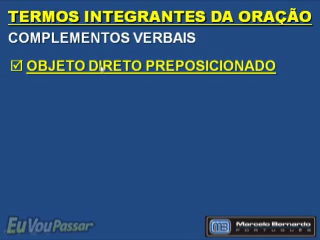 TERMOS INTEGRANTES DA ORAÇÃO
COMPLEMENTOS VERBAIS
☑ OBJETO DIRETO PREPOSICIONADO
EuVouPassar
Marcelo Bernardo
PORTUGUÊS